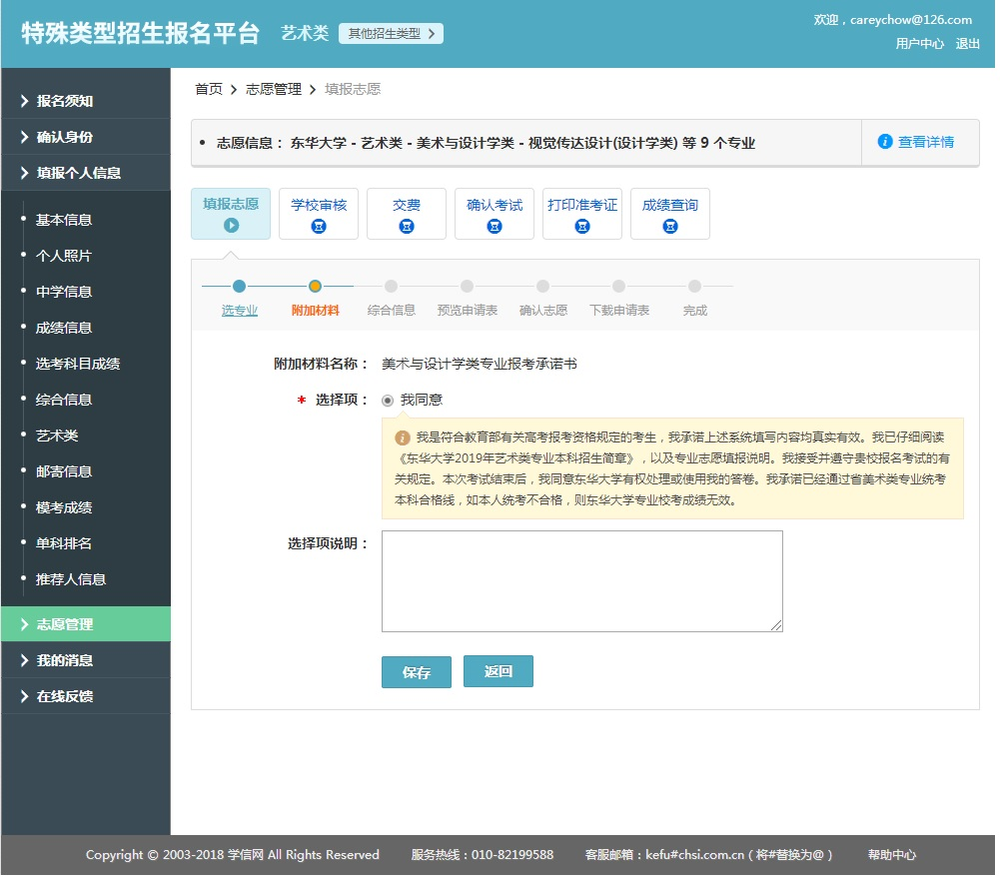 特殊类型招生报名平台 艺术类 其他招生类型
欢迎，careychow@126.com
用户中心 退出
报名须知
确认身份
填报个人信息
基本信息
个人照片
中学信息
成绩信息
选考科目成绩
综合信息
艺术类
邮寄信息
模考成绩
单科排名
推荐人信息
志愿管理
我的消息
在线反馈
首页 > 志愿管理 > 填报志愿
• 志愿信息： 东华大学 - 艺术类 - 美术与设计学类 - 视觉传达设计(设计学类) 等 9 个专业
查看详情
填报志愿 学校审核 交费 确认考试 打印准考证 成绩查询
选专业 附加材料 综合信息 预览申请表 确认志愿 下载申请表 完成
附加材料名称： 美术与设计学类专业报考承诺书
* 选择项： 我同意
我是符合教育部有关高考报考资格规定的考生，我承诺上述系统填写内容均真实有效。我已仔细阅读
《东华大学2019年艺术类专业本科招生简章》，以及专业志愿填报说明。我接受并遵守贵校报名考试的有
关规定。本次考试结束后，我同意东华大学有权处理或使用我的答卷。我承诺已经通过省美术类专业统考
本科合格线，如本人统考不合格，则东华大学专业校考成绩无效。
选择项说明：
保存 返回
Copyright © 2003-2018 学信网 All Rights Reserved 服务热线：010-82199588 客服邮箱：kefu#chsi.com.cn（将#替换为@） 帮助中心